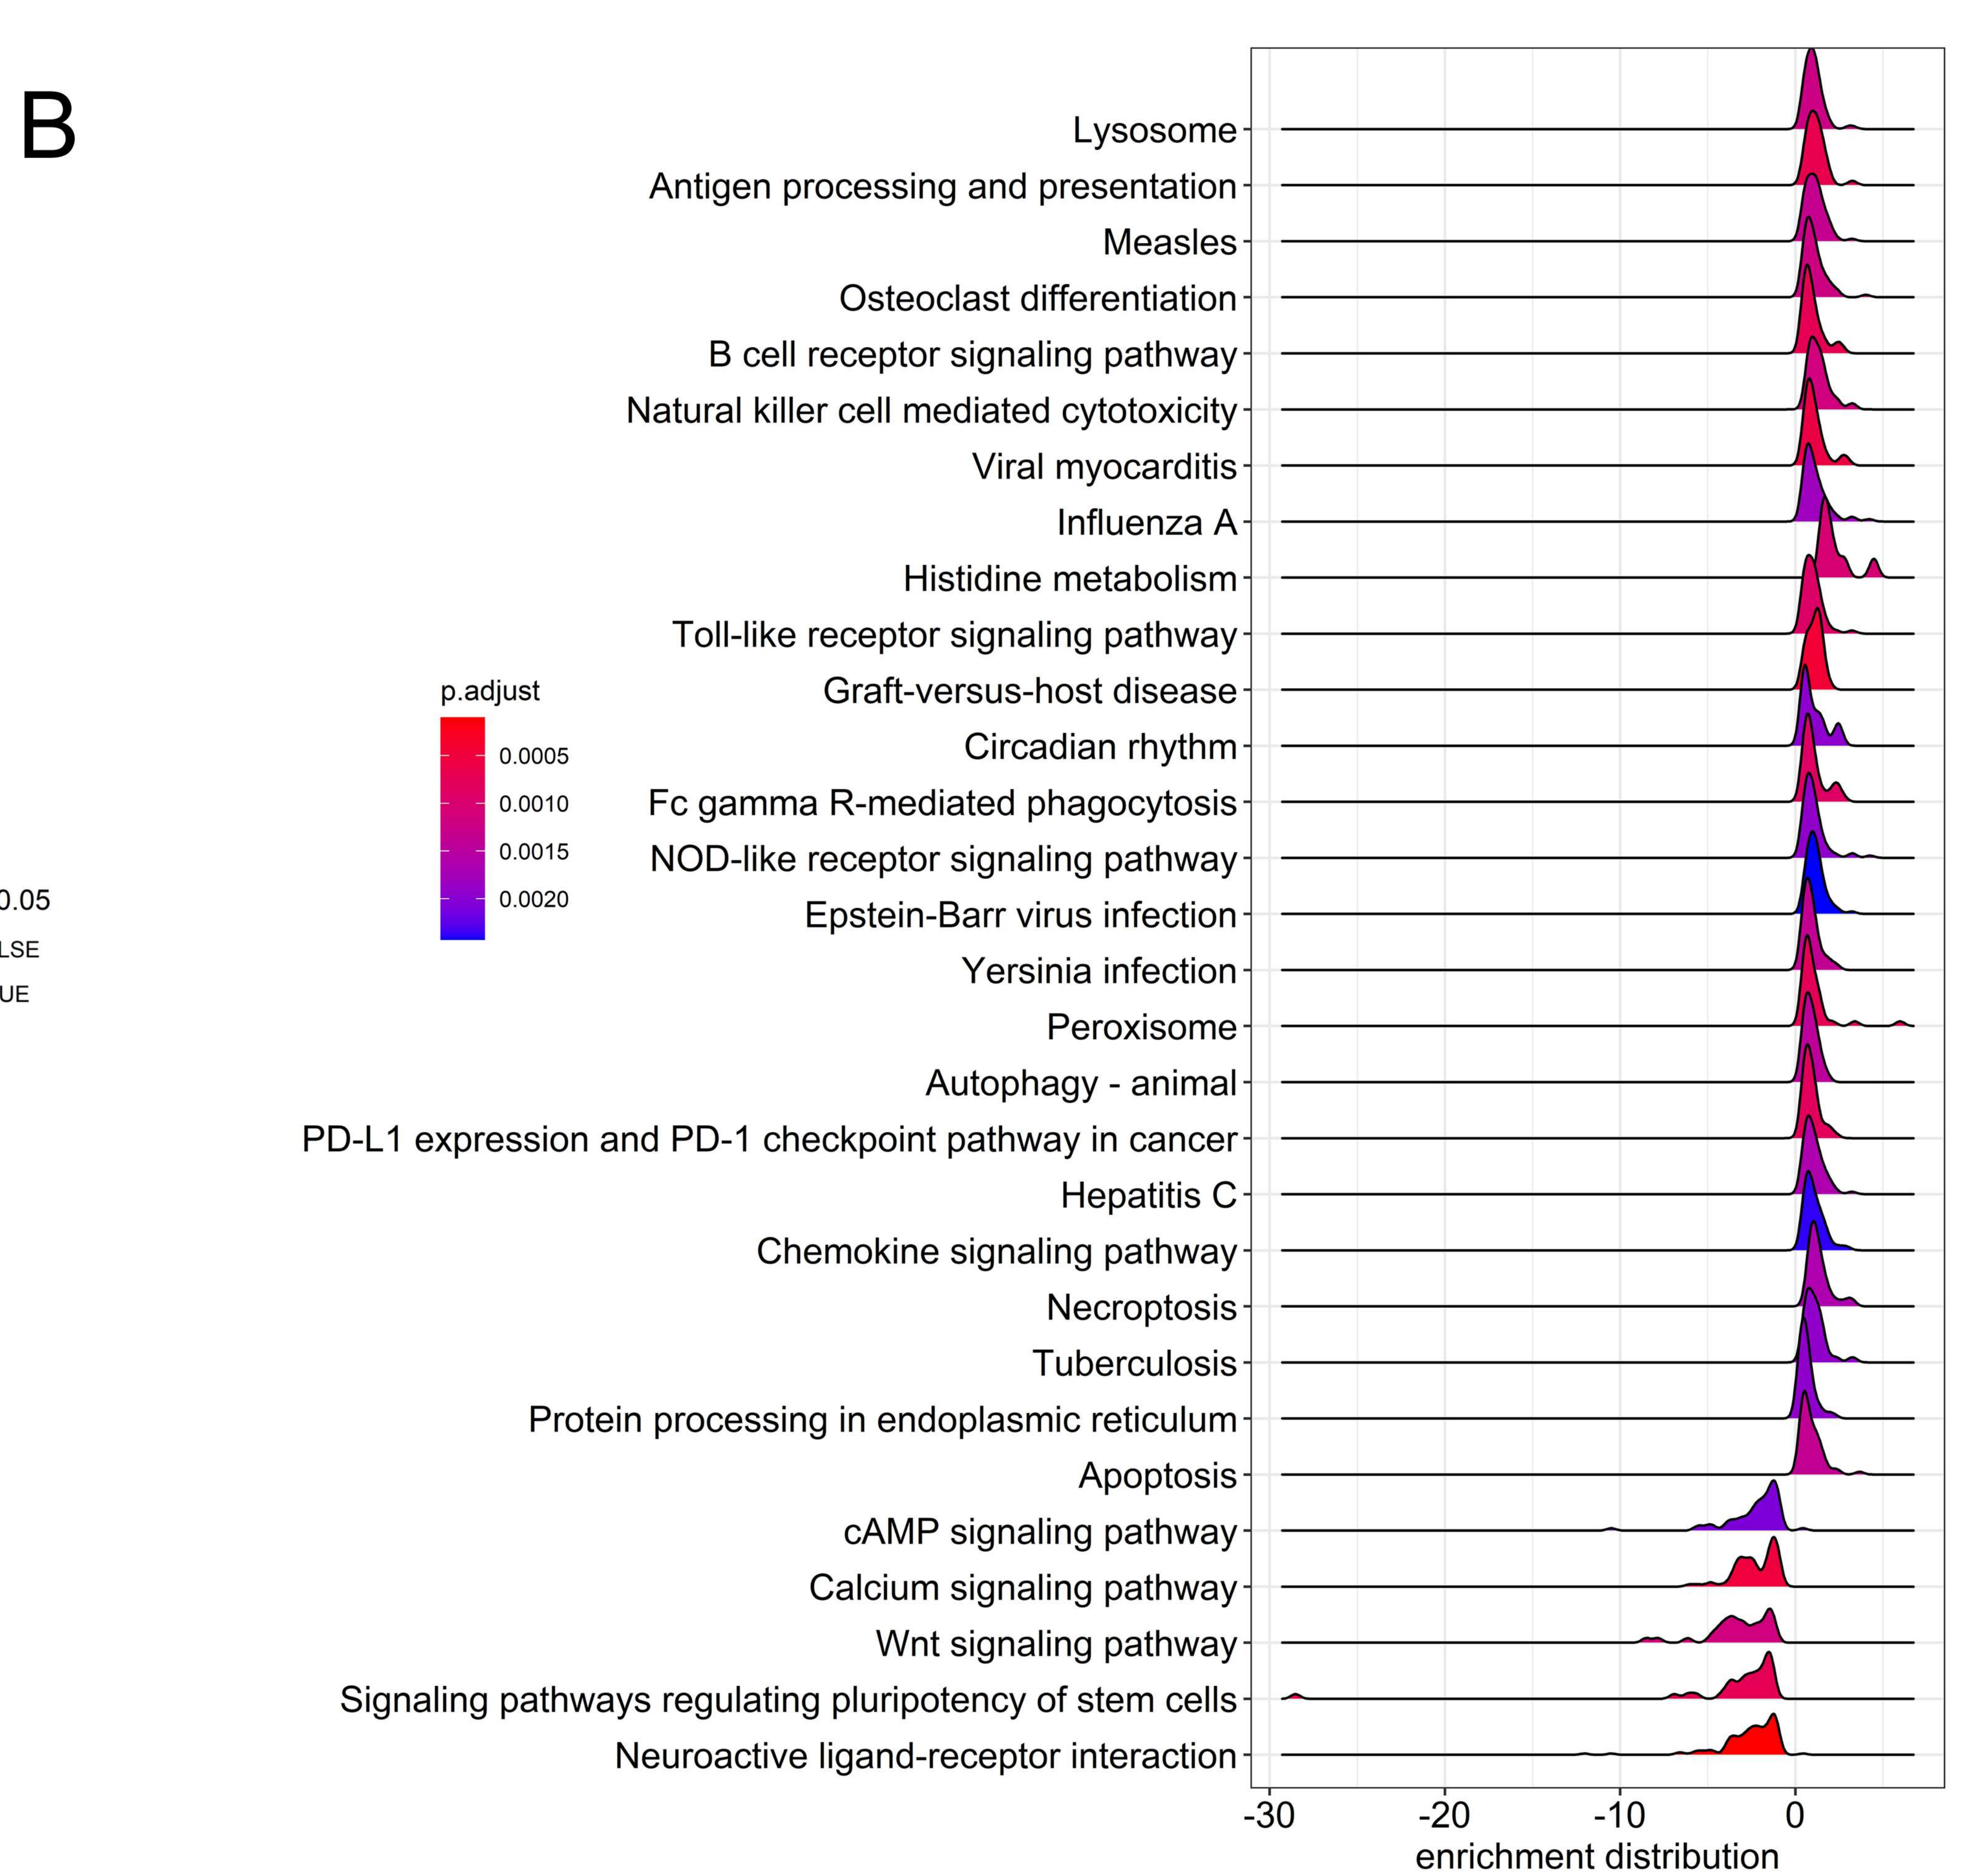 B
Lysosome
Antigen processing and presentation
Measles
Osteoclast differentiation
B cell receptor signaling pathway
Natural killer cell mediated cytotoxicity
Viral myocarditis
Influenza A
Histidine metabolism
Toll-like receptor signaling pathway
Graft-versus-host disease
Circadian rhythm
Fc gamma R-mediated phagocytosis
NOD-like receptor signaling pathway
Epstein-Barr virus infection
Yersinia infection
Peroxisome
Autophagy - animal
PD-L1 expression and PD-1 checkpoint pathway in cancer
Hepatitis C
Chemokine signaling pathway
Necroptosis
Tuberculosis
Protein processing in endoplasmic reticulum
Apoptosis
cAMP signaling pathway
Calcium signaling pathway
Wnt signaling pathway
Signaling pathways regulating pluripotency of stem cells
Neuroactive ligand-receptor interaction
p.adjust
0.0005
0.0010
0.0015
0.0020
0.05
LSE
UE
-30 -20 -10 0
enrichment distribution